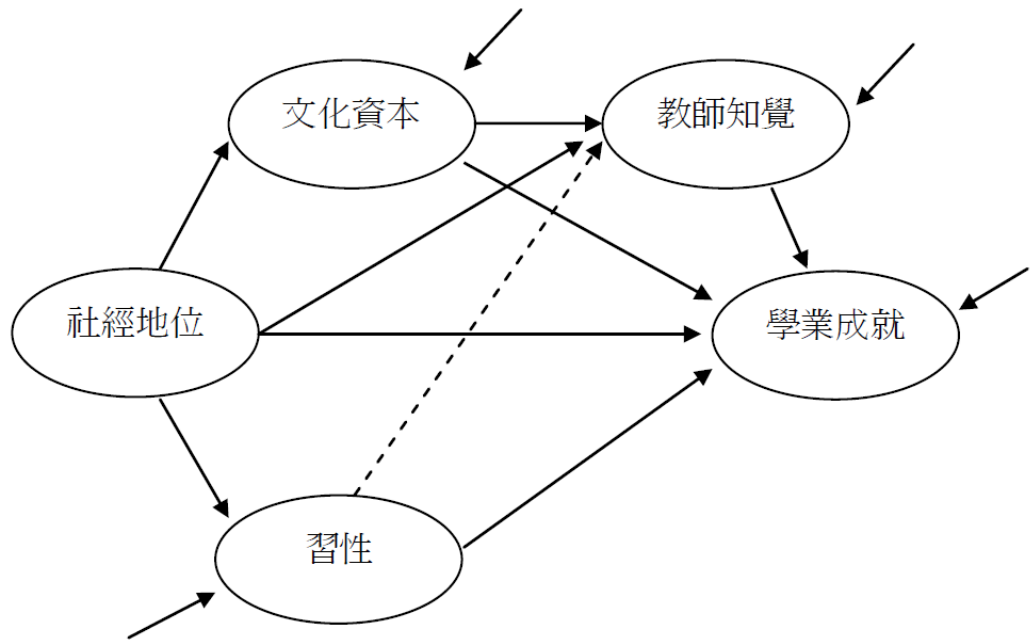 文化資本
教師知覺
社經地位
學業成就
習性